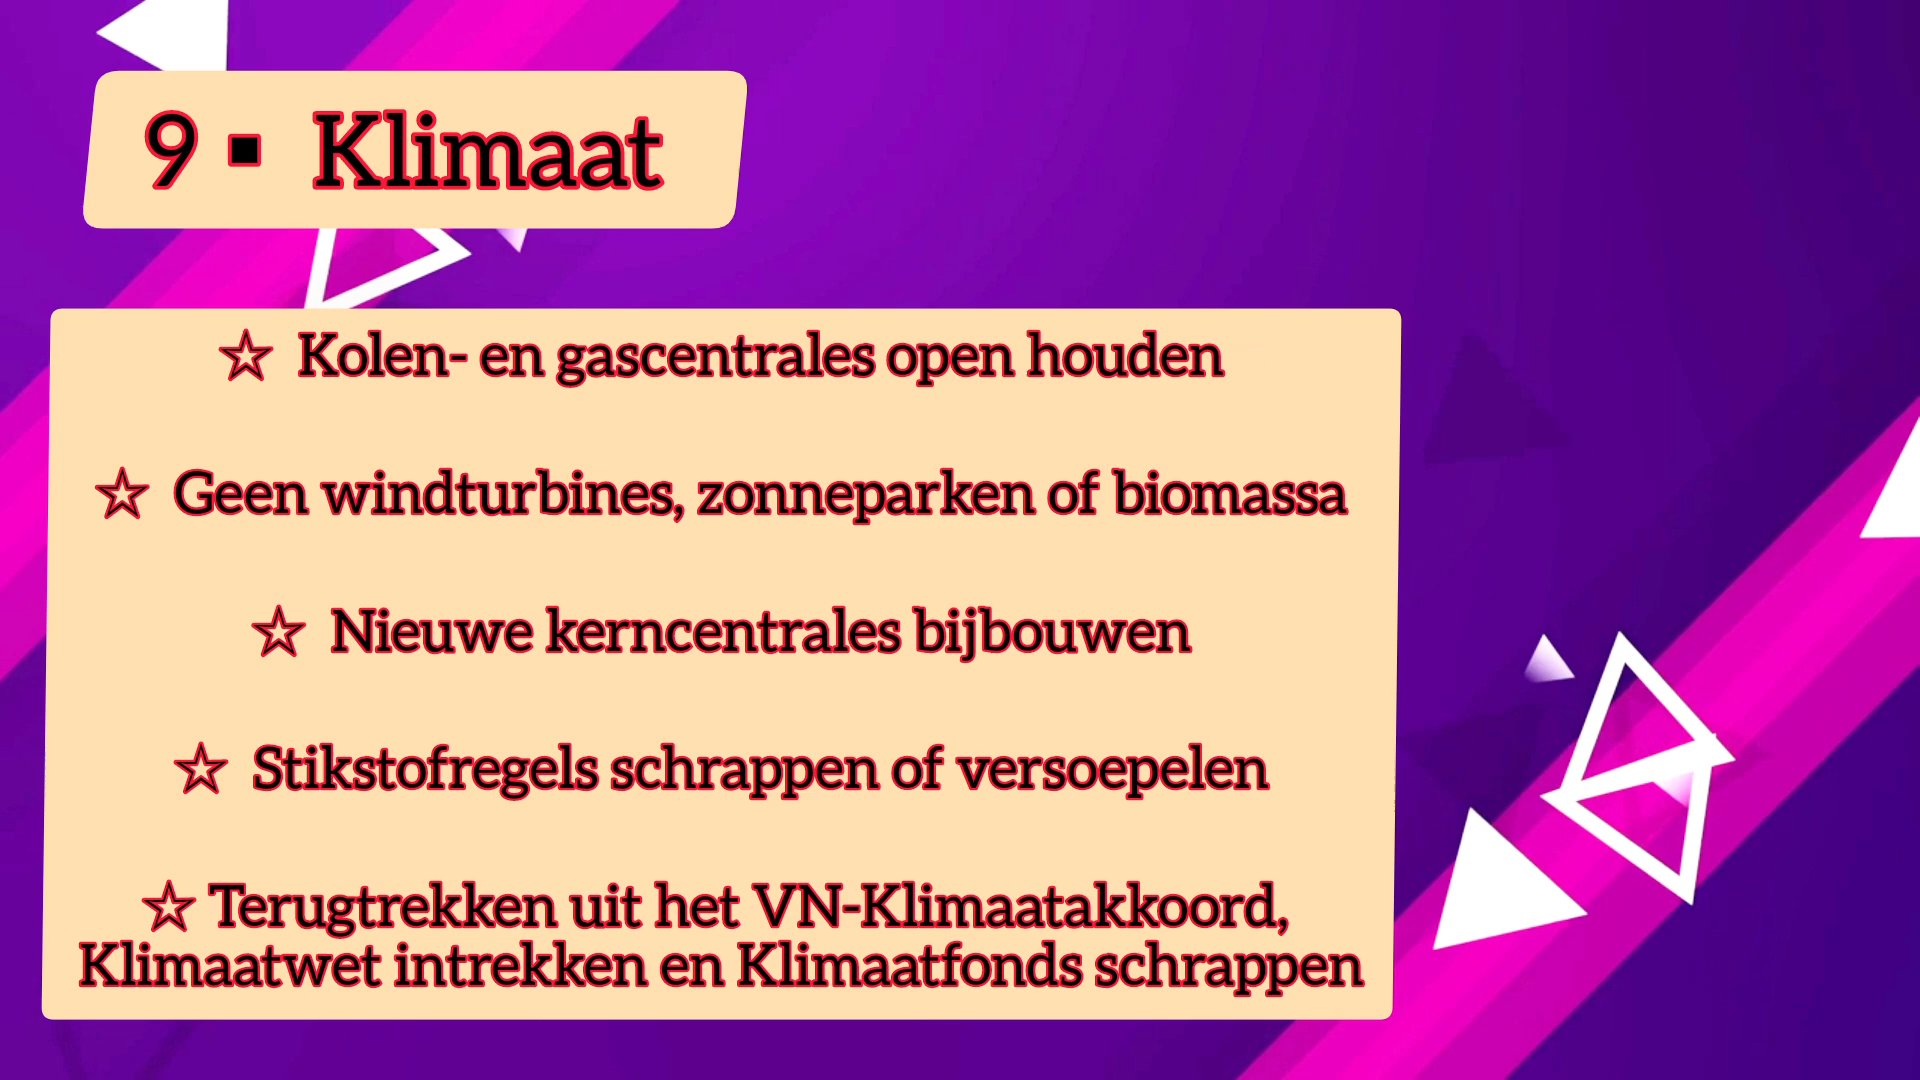 9 ▪ Klimaat
☆ Kolen- en gascentrales open houden
☆ Geen windturbines, zonneparken of biomassa
☆ Nieuwe kerncentrales bijbouwen
☆ Stikstofregels schrappen of versoepelen
☆ Terugtrekken uit het VN-Klimaatakkoord,
Klimaatwet intrekken en Klimaatfonds schrappen